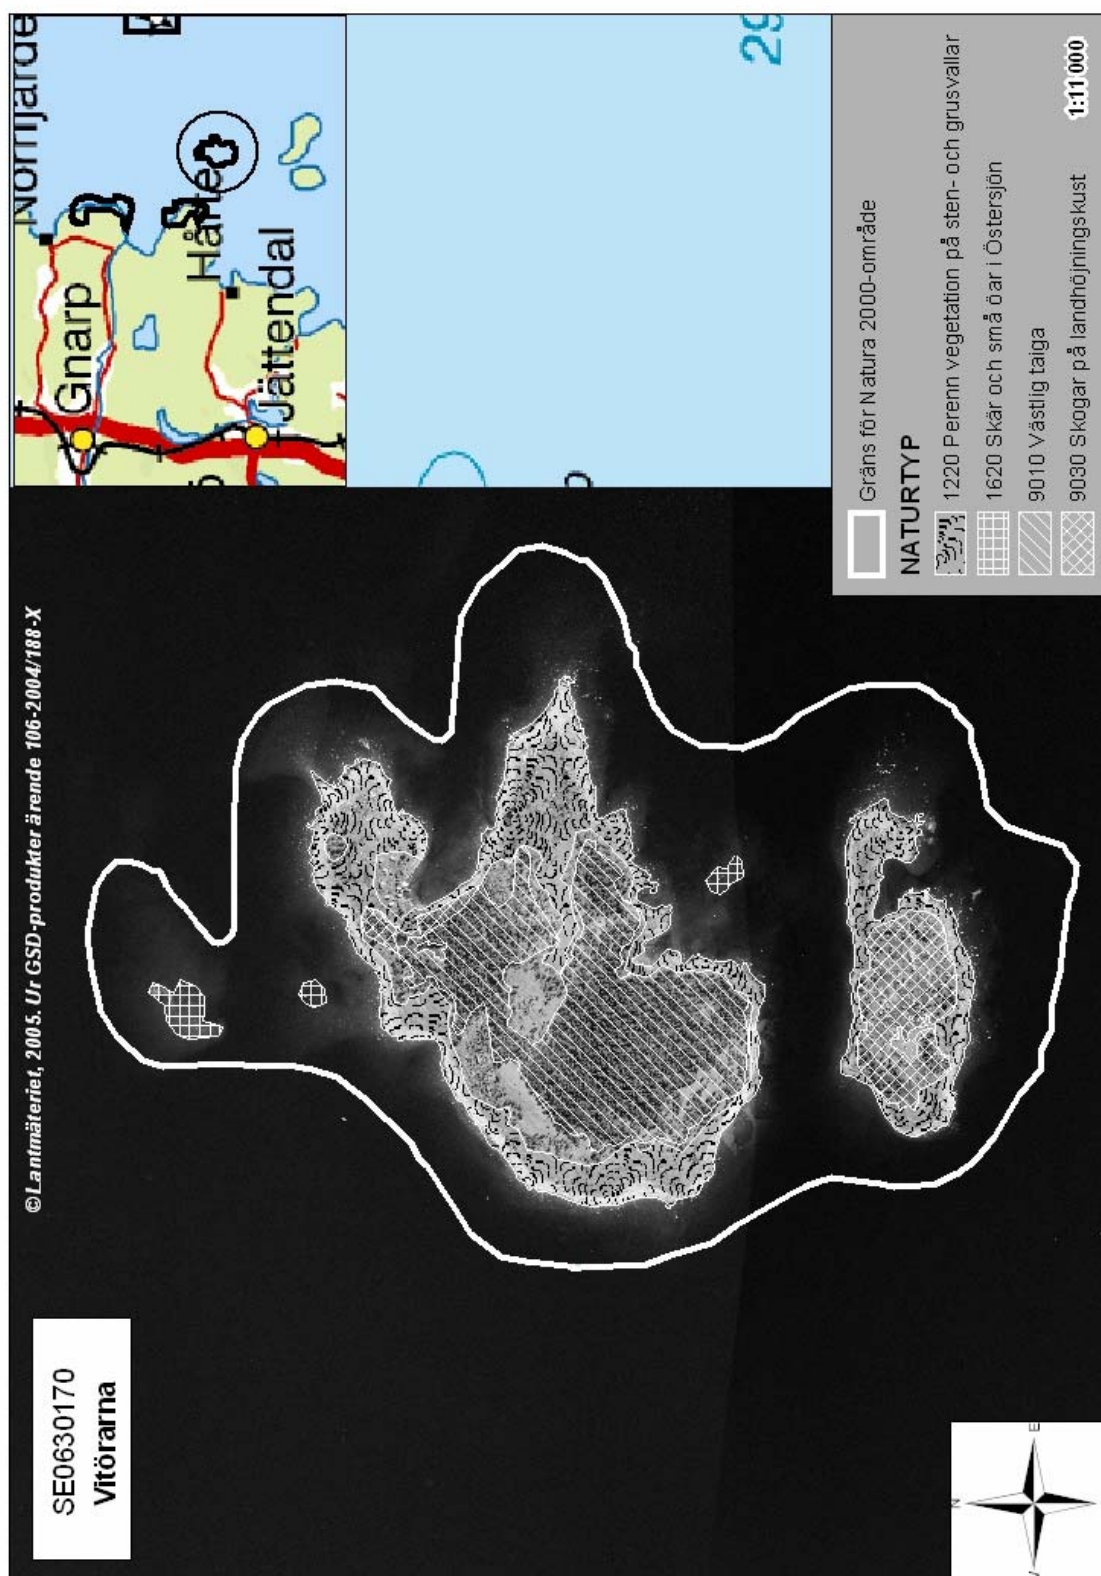 SE0630170
Vitörarna
© Lantmäteriet, 2005. Ur GSD-produkter ärende 106-2004/188-X
Gnarp
Hårte
Jättendal
29
Gräns för Natura 2000-område
NATURTYP
1220 Perenn vegetation på sten- och grusvallar
1620 Skär och små öar i Östersjön
9010 Västlig taiga
9030 Skogar på landhöjningskust
1:11 000
N
E